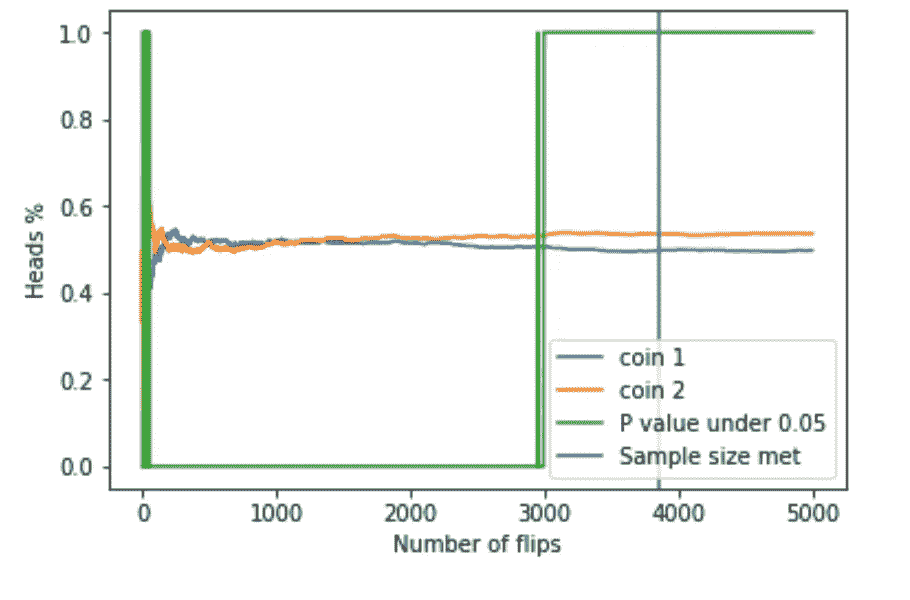 1.0
0.8
0.6
0.4
0.2
0.0
Heads %
coin 1
coin 2
P value under 0.05
Sample size met
0 1000 2000 3000 4000 5000
Number of flips